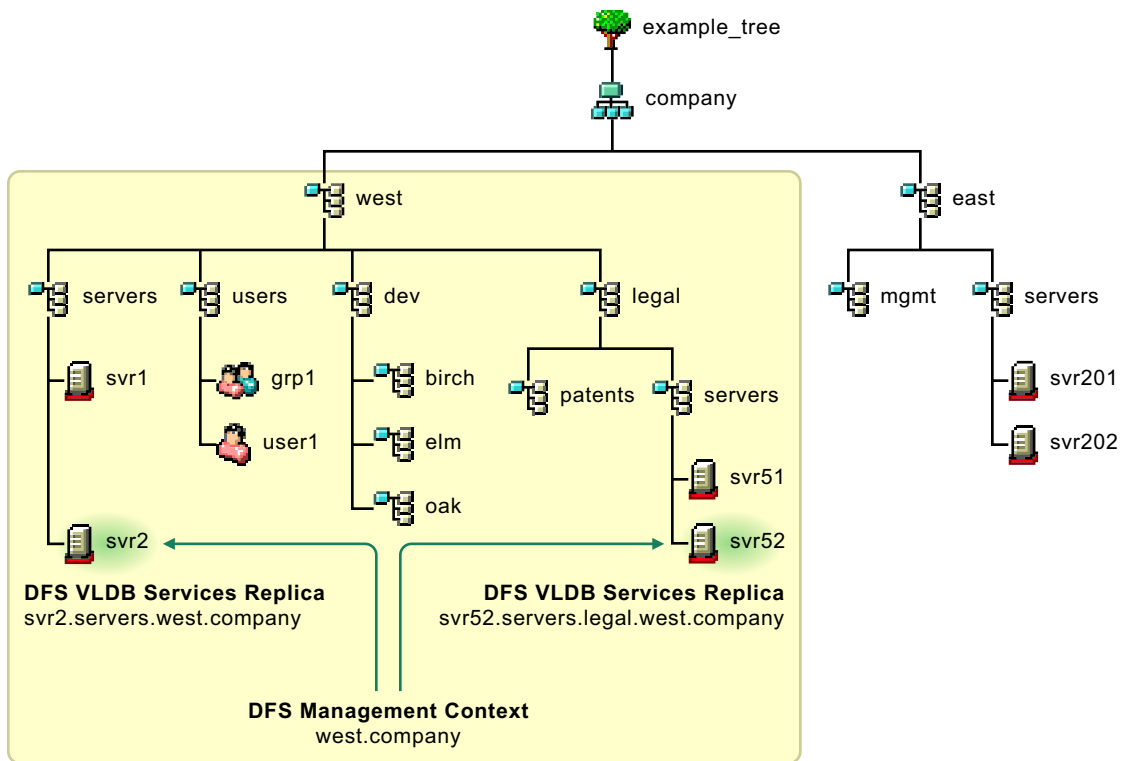 example_tree
company
west
east
servers
users
dev
legal
mgmt
servers
svr1
grp1
birch
patents
servers
svr201
user1
elm
svr202
svr51
oak
svr2
svr52
DFS VLDB Services Replica
svr2.servers.west.company
DFS VLDB Services Replica
svr52.servers.legal.west.company
DFS Management Context
west.company